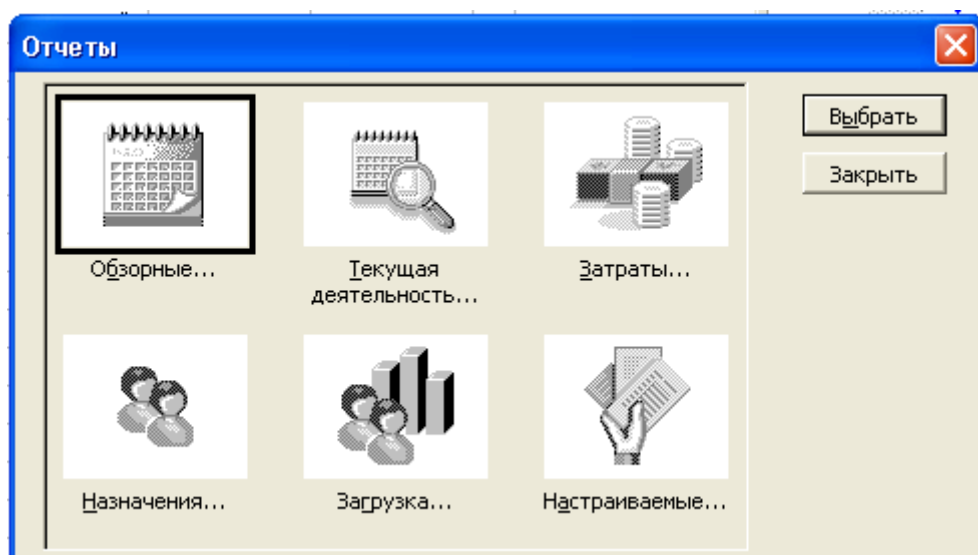 Отчеты
Выбрать
Закрыть
Обзорные...
Текущая
деятельность...
Затраты...
Назначения...
Загрузка...
Настраиваемые...